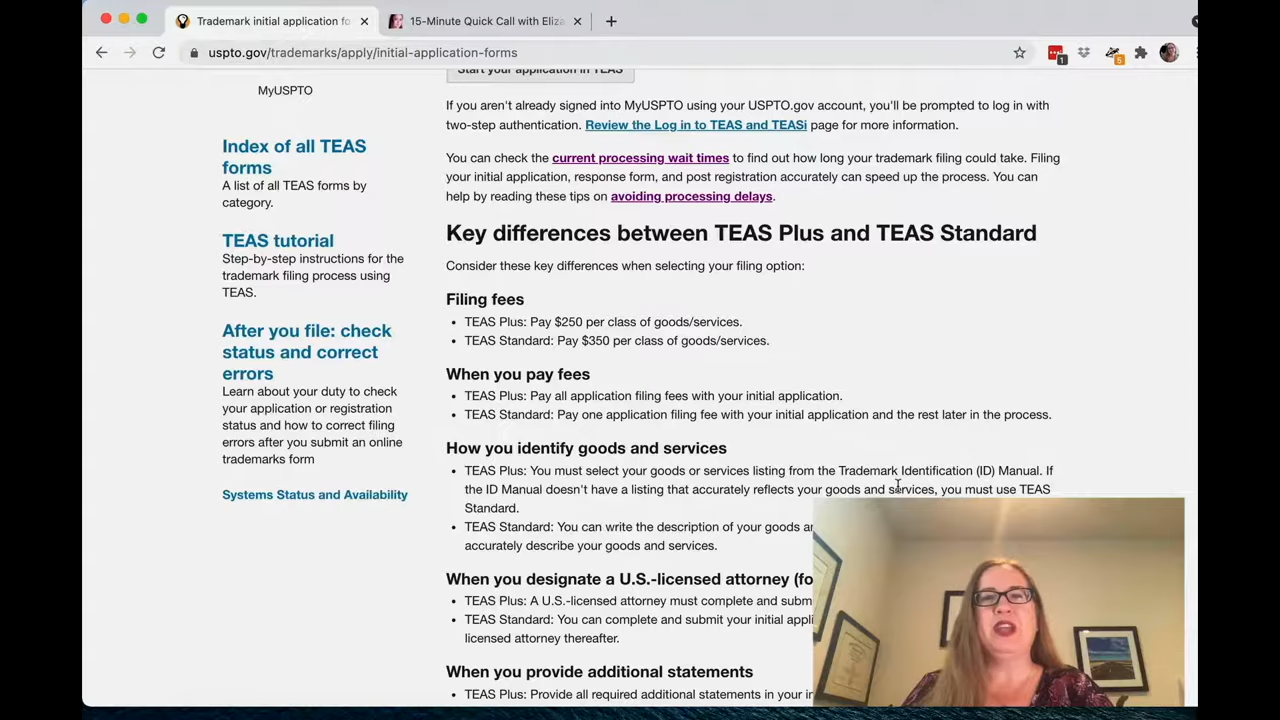 Trademark initial application fo
15-Minute Quick Call with Eliza
uspto.gov/trademarks/apply/initial-application-forms
1
6
MyUSPTO
Index of all TEAS
forms
A list of all TEAS forms by
category.
TEAS tutorial
Step-by-step instructions for the
trademark filing process using
TEAS.
After you file: check
status and correct
errors
Learn about your duty to check
your application or registration
status and how to correct filing
errors after you submit an online
trademarks form
Systems Status and Availability
Start your application in TEAS
If you aren't already signed into MyUSPTO using your USPTO.gov account, you'll be prompted to log in with
two-step authentication. Review the Log in to TEAS and TEASi page for more information.
You can check the current processing wait times to find out how long your trademark filing could take. Filing
your initial application, response form, and post registration accurately can speed up the process. You can
help by reading these tips on avoiding processing delays.
Key differences between TEAS Plus and TEAS Standard
Consider these key differences when selecting your filing option:
Filing fees
• TEAS Plus: Pay $250 per class of goods/services.
• TEAS Standard: Pay $350 per class of goods/services.
When you pay fees
• TEAS Plus: Pay all application filing fees with your initial application.
• TEAS Standard: Pay one application filing fee with your initial application and the rest later in the process.
How you identify goods and services
• TEAS Plus: You must select your goods or services listing from the Trademark Identification (ID) Manual. If
the ID Manual doesn't have a listing that accurately reflects your goods and services, you must use TEAS
Standard.
• TEAS Standard: You can write the description of your goods a
accurately describe your goods and services.
When you designate a U.S.-licensed attorney (fo
• TEAS Plus: A U.S.-licensed attorney must complete and subm
• TEAS Standard: You can complete and submit your initial appli
licensed attorney thereafter.
When you provide additional statements
• TEAS Plus: Provide all required additional statements in your in